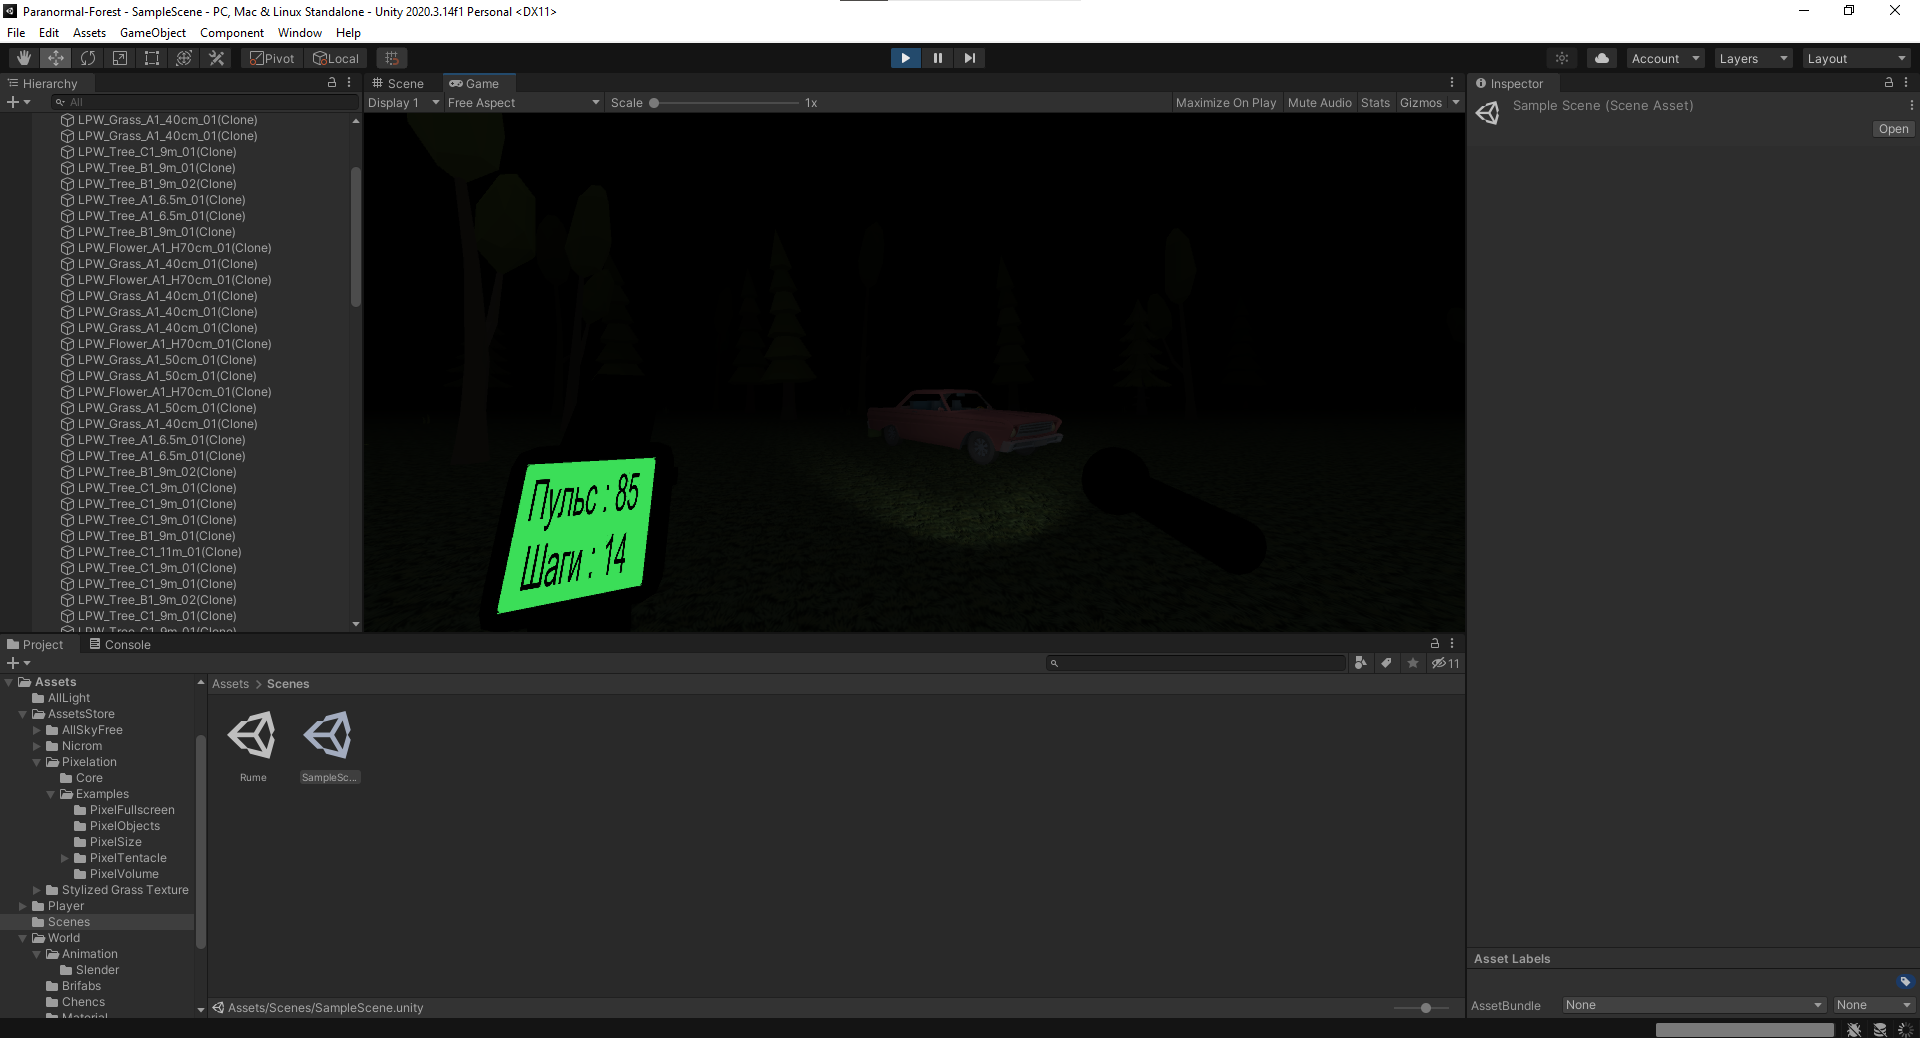 Paranormal-Forest - SampleScene - PC, Mac & Linux Standalone - Unity 2020.3.14f1 Personal <DX11>
File Edit Assets GameObject Component Window Help
Pivot Local
Account Layers Layout
Hierarchy
All
LPW_Grass_A1_40cm_01(Clone)
LPW_Grass_A1_40cm_01(Clone)
LPW_Tree_C1_9m_01(Clone)
LPW_Tree_B1_9m_01(Clone)
LPW_Tree_B1_9m_02(Clone)
LPW_Tree_A1_6.5m_01(Clone)
LPW_Tree_A1_6.5m_01(Clone)
LPW_Tree_B1_9m_01(Clone)
LPW_Flower_A1_H70cm_01(Clone)
LPW_Grass_A1_40cm_01(Clone)
LPW_Flower_A1_H70cm_01(Clone)
LPW_Grass_A1_40cm_01(Clone)
LPW_Grass_A1_40cm_01(Clone)
LPW_Grass_A1_40cm_01(Clone)
LPW_Flower_A1_H70cm_01(Clone)
LPW_Grass_A1_50cm_01(Clone)
LPW_Grass_A1_50cm_01(Clone)
LPW_Flower_A1_H70cm_01(Clone)
LPW_Grass_A1_50cm_01(Clone)
LPW_Grass_A1_40cm_01(Clone)
LPW_Tree_A1_6.5m_01(Clone)
LPW_Tree_A1_6.5m_01(Clone)
LPW_Tree_B1_9m_02(Clone)
LPW_Tree_C1_9m_01(Clone)
LPW_Tree_C1_9m_01(Clone)
LPW_Tree_C1_9m_01(Clone)
LPW_Tree_B1_9m_01(Clone)
LPW_Tree_C1_11m_01(Clone)
LPW_Tree_C1_9m_01(Clone)
LPW_Tree_C1_9m_01(Clone)
LPW_Tree_B1_9m_02(Clone)
LPW_Tree_C1_9m_01(Clone)
LPW_Tree_C1_9m_01(Clone)
Scene Game
Display 1 Free Aspect Scale 1x Maximize On Play Mute Audio Stats Gizmos
Пульс : 85
Шаги : 14
Inspector
Sample Scene (Scene Asset)
Open
Project Console
11
Assets
AllLight
AssetsStore
AllSkyFree
Nicrom
Pixelation
Core
Examples
PixelFullscreen
PixelObjects
PixelSize
PixelTentacle
PixelVolume
Stylized Grass Texture
Player
Scenes
World
Animation
Slender
Brifabs
Chencs
Material
Assets > Scenes
Rume SampleSc...
Assets/Scenes/SampleScene.unity
Asset Labels
AssetBundle None None